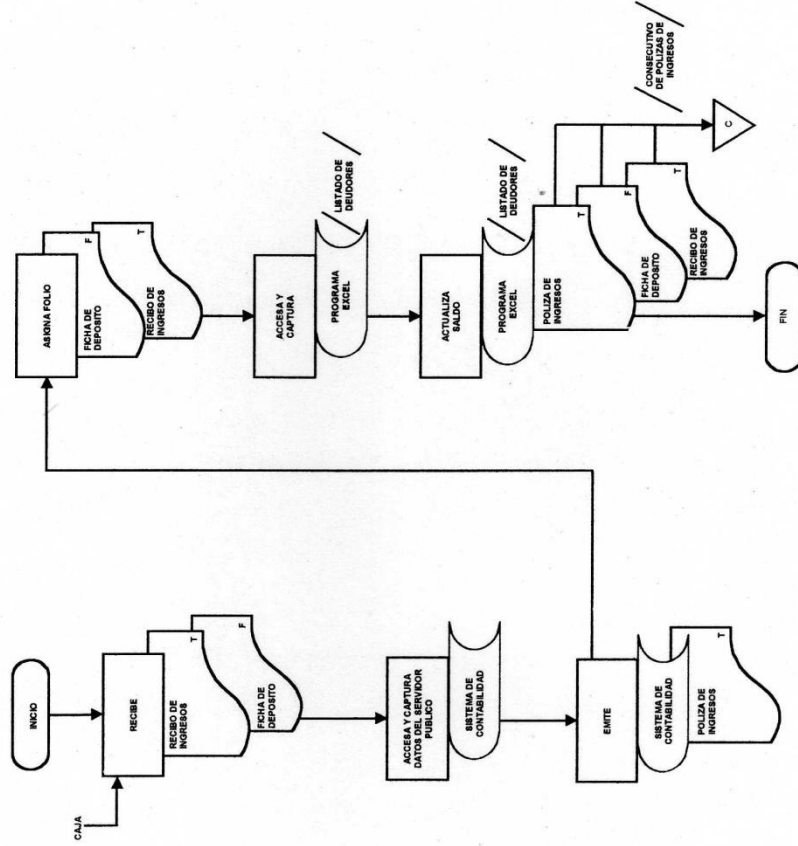 INICIO
CAJA
RECIBE
T
RECIBO DE
INGRESOS
F
FICHA DE
DEPOSITO
ACCESA Y CAPTURA
DATOS DEL SERVIDOR
PUBLICO
SISTEMA DE
CONTABILIDAD
EMITE
SISTEMA DE
CONTABILIDAD
T
POLIZA DE
INGRESOS
ASIGNA FOLIO
F
FICHA DE
DEPOSITO
T
RECIBO DE
INGRESOS
ACCESA Y
CAPTURA
PROGRAMA
EXCEL
LISTADO DE
DEUDORES
ACTUALIZA
SALDO
PROGRAMA
EXCEL
LISTADO DE
DEUDORES
POLIZA DE
INGRESOS
T
FICHA DE
DEPOSITO
F
RECIBO DE
INGRESOS
T
CONSECUTIVO
DE POLIZAS DE
INGRESOS
C
FIN